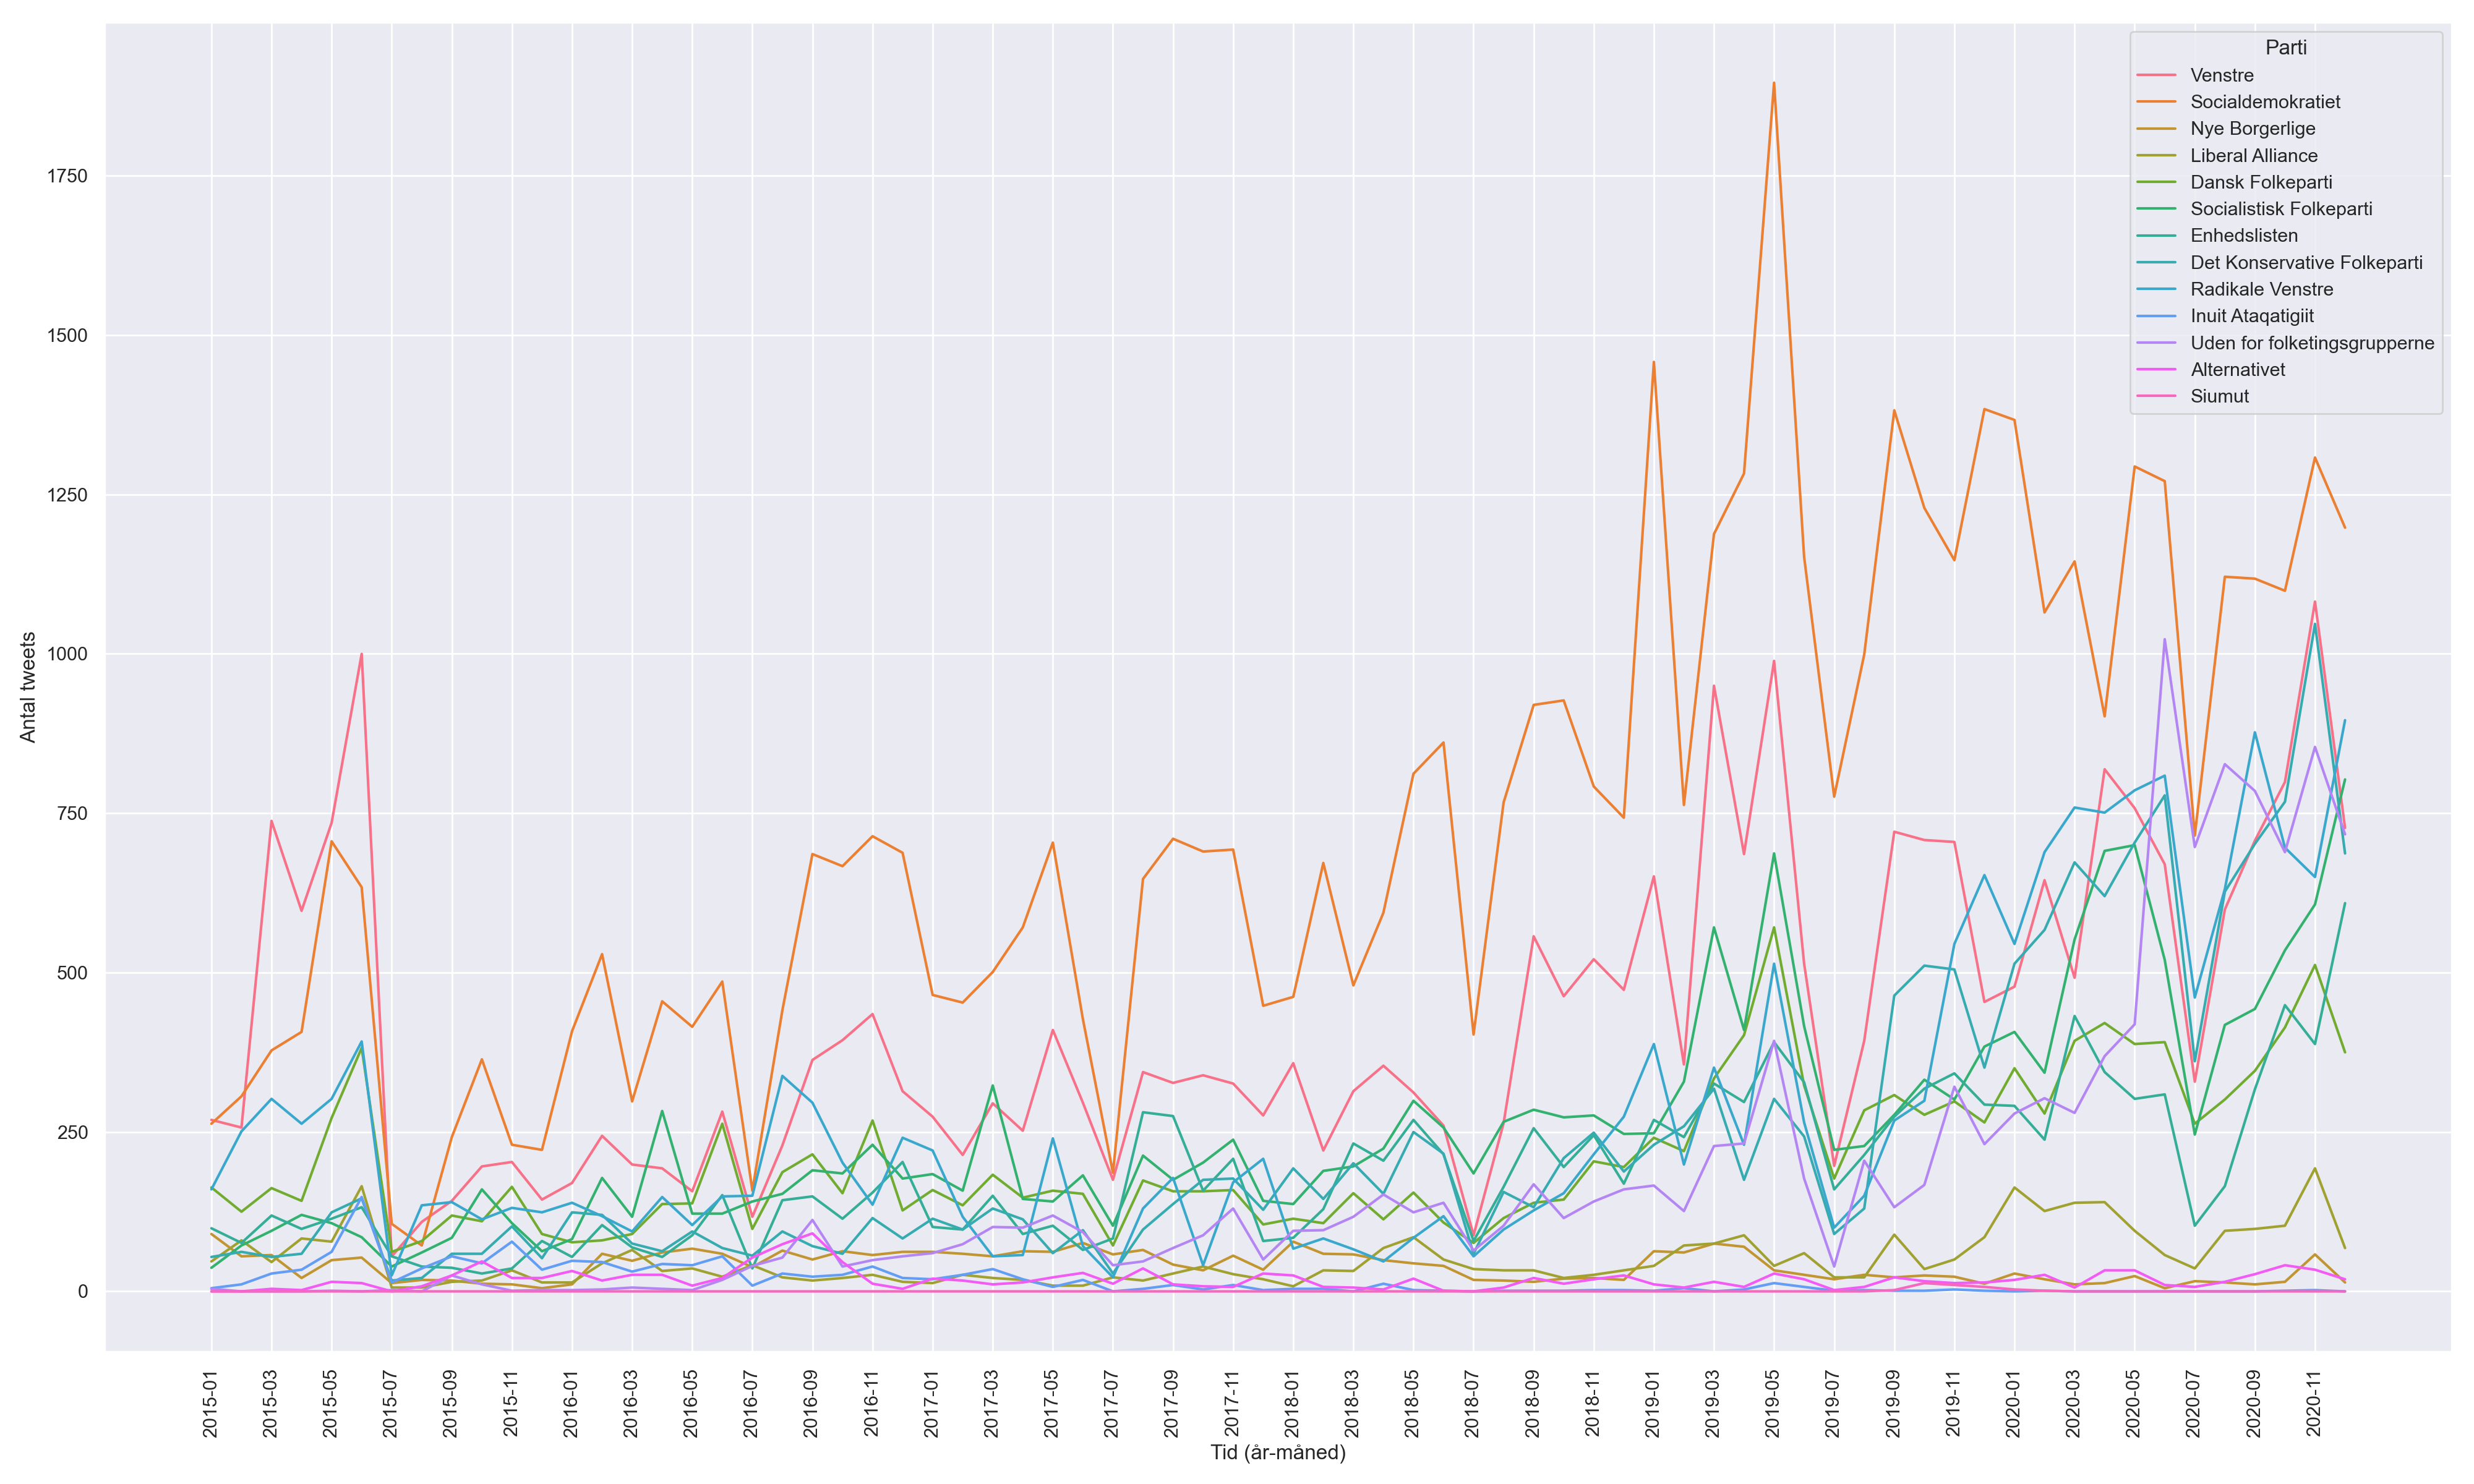 Parti
Venstre
Socialdemokratiet
Nye Borgerlige
Liberal Alliance
Dansk Folkeparti
Socialistisk Folkeparti
Enhedslisten
Det Konservative Folkeparti
Radikale Venstre
Inuit Ataqatigiit
Uden for folketingsgrupperne
Alternativet
Siumut
Antal tweets
1750
1500
1250
1000
750
500
250
0
2015-01
2015-03
2015-05
2015-07
2015-09
2015-11
2016-01
2016-03
2016-05
2016-07
2016-09
2016-11
2017-01
2017-03
2017-05
2017-07
2017-09
2017-11
2018-01
2018-03
2018-05
2018-07
2018-09
2018-11
2019-01
2019-03
2019-05
2019-07
2019-09
2019-11
2020-01
2020-03
2020-05
2020-07
2020-09
2020-11
Tid (år-måned)